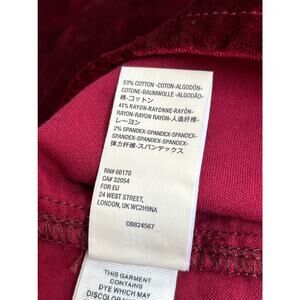 53% COTTON -COTON-ALGODÓN-
COTONE-BAUMWOLLE -ALGODÃO-
棉-コットン
45% RAYON-RAYONNE-RAYÓN-
RAYON-RAYON-RAYON-人造纤维-
レーヨン
2% SPANDEX-SPANDEX-SPANDEX-
SPANDEX-SPANDEX-SPANDEX-
弹力纤维-スパンデックス
RN# 66170
CA# 32054
FOR EU
24 WEST STREET,
LONDON, UK WC2H9NA
OB824567
THIS GARMENT
CONTAINS
DYE WHICH MAY
DISCOLOR